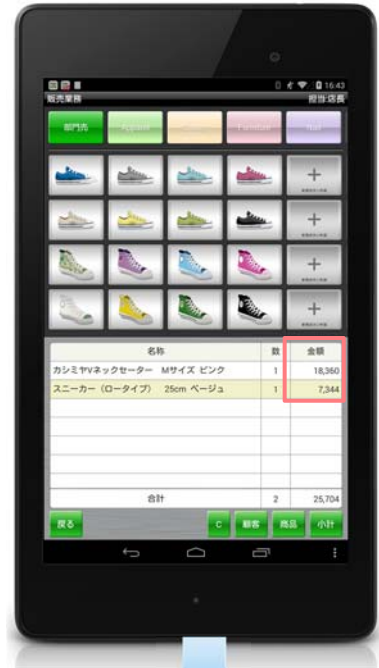 16:43
販売業務 担当:店長
部門売 Apparel Furniture Nail
名称 数 金額
カシミヤVネックセーター Mサイズ ピンク 1 18,360
スニーカー（ロータイプ） 25cm ベージュ 1 7,344
合計 2 25,704
戻る C 顧客 商品 小計